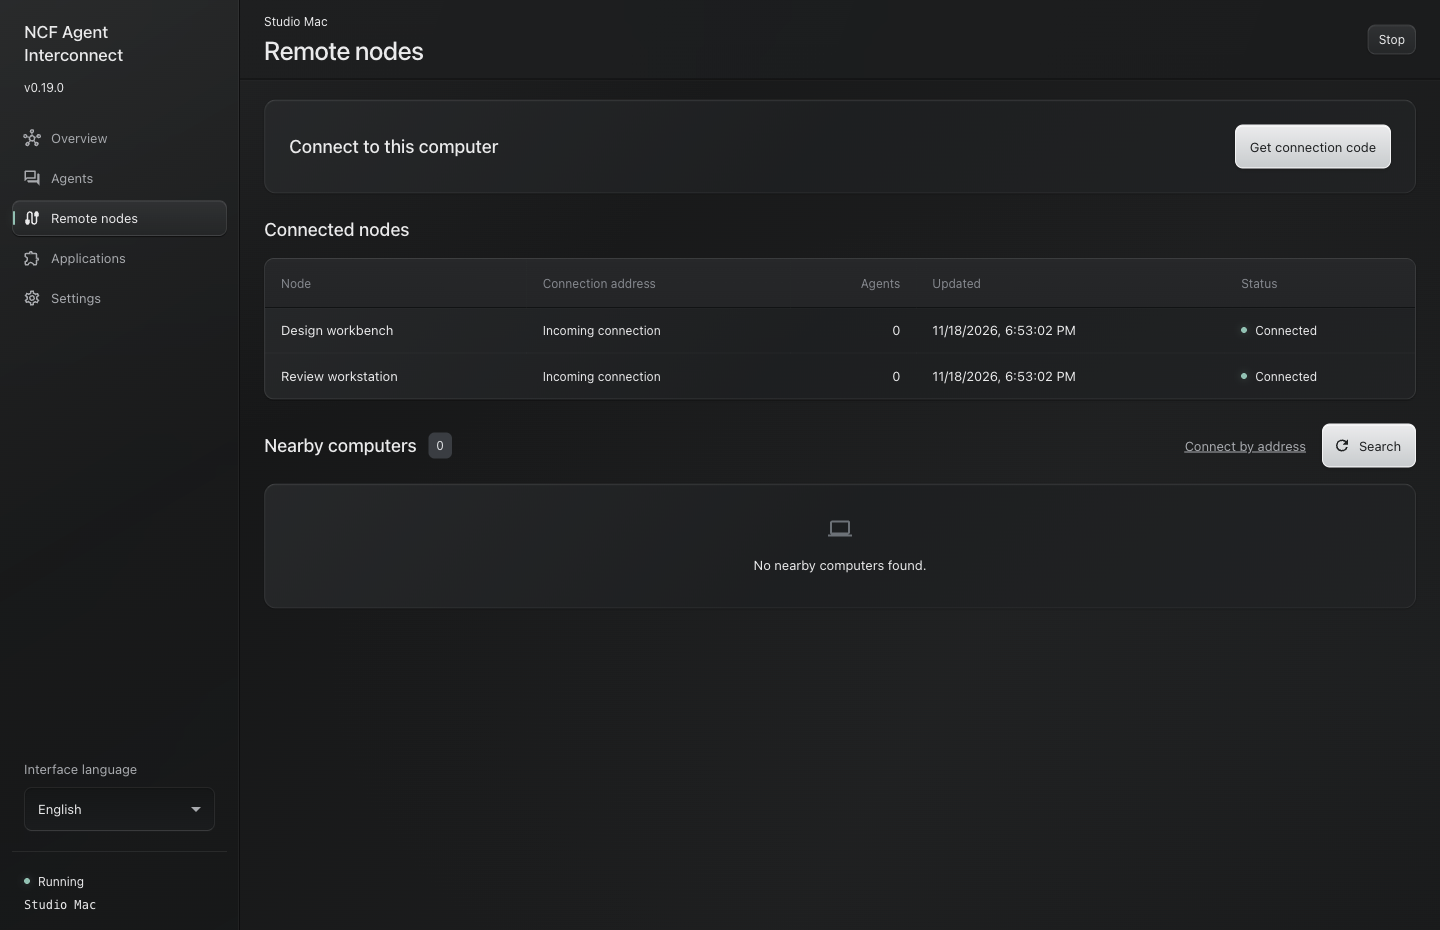 NCF Agent
Interconnect
v0.19.0
Overview
Agents
Remote nodes
Applications
Settings
Interface language
English
Running
Studio Mac
Studio Mac
Remote nodes
Stop
Connect to this computer
Get connection code
Connected nodes
Node Connection address Agents Updated Status
Design workbench Incoming connection 0 11/18/2026, 6:53:02 PM Connected
Review workstation Incoming connection 0 11/18/2026, 6:53:02 PM Connected
Nearby computers 0
Connect by address Search
No nearby computers found.